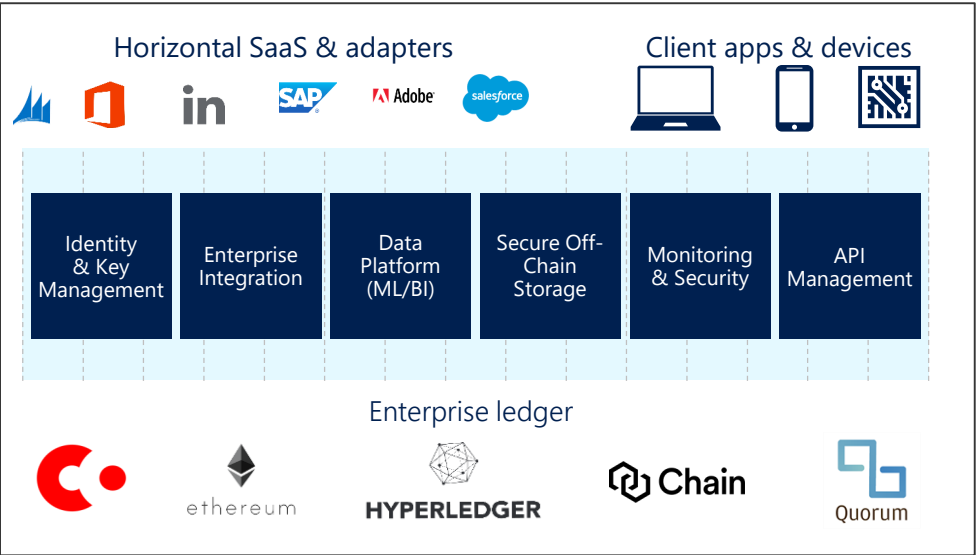 Horizontal SaaS & adapters
Client apps & devices
in
SAP
Adobe
salesforce
Identity
& Key
Management
Enterprise
Integration
Data
Platform
(ML/BI)
Secure Off-
Chain
Storage
Monitoring
& Security
API
Management
Enterprise ledger
ethereum
HYPERLEDGER
Chain
Quorum